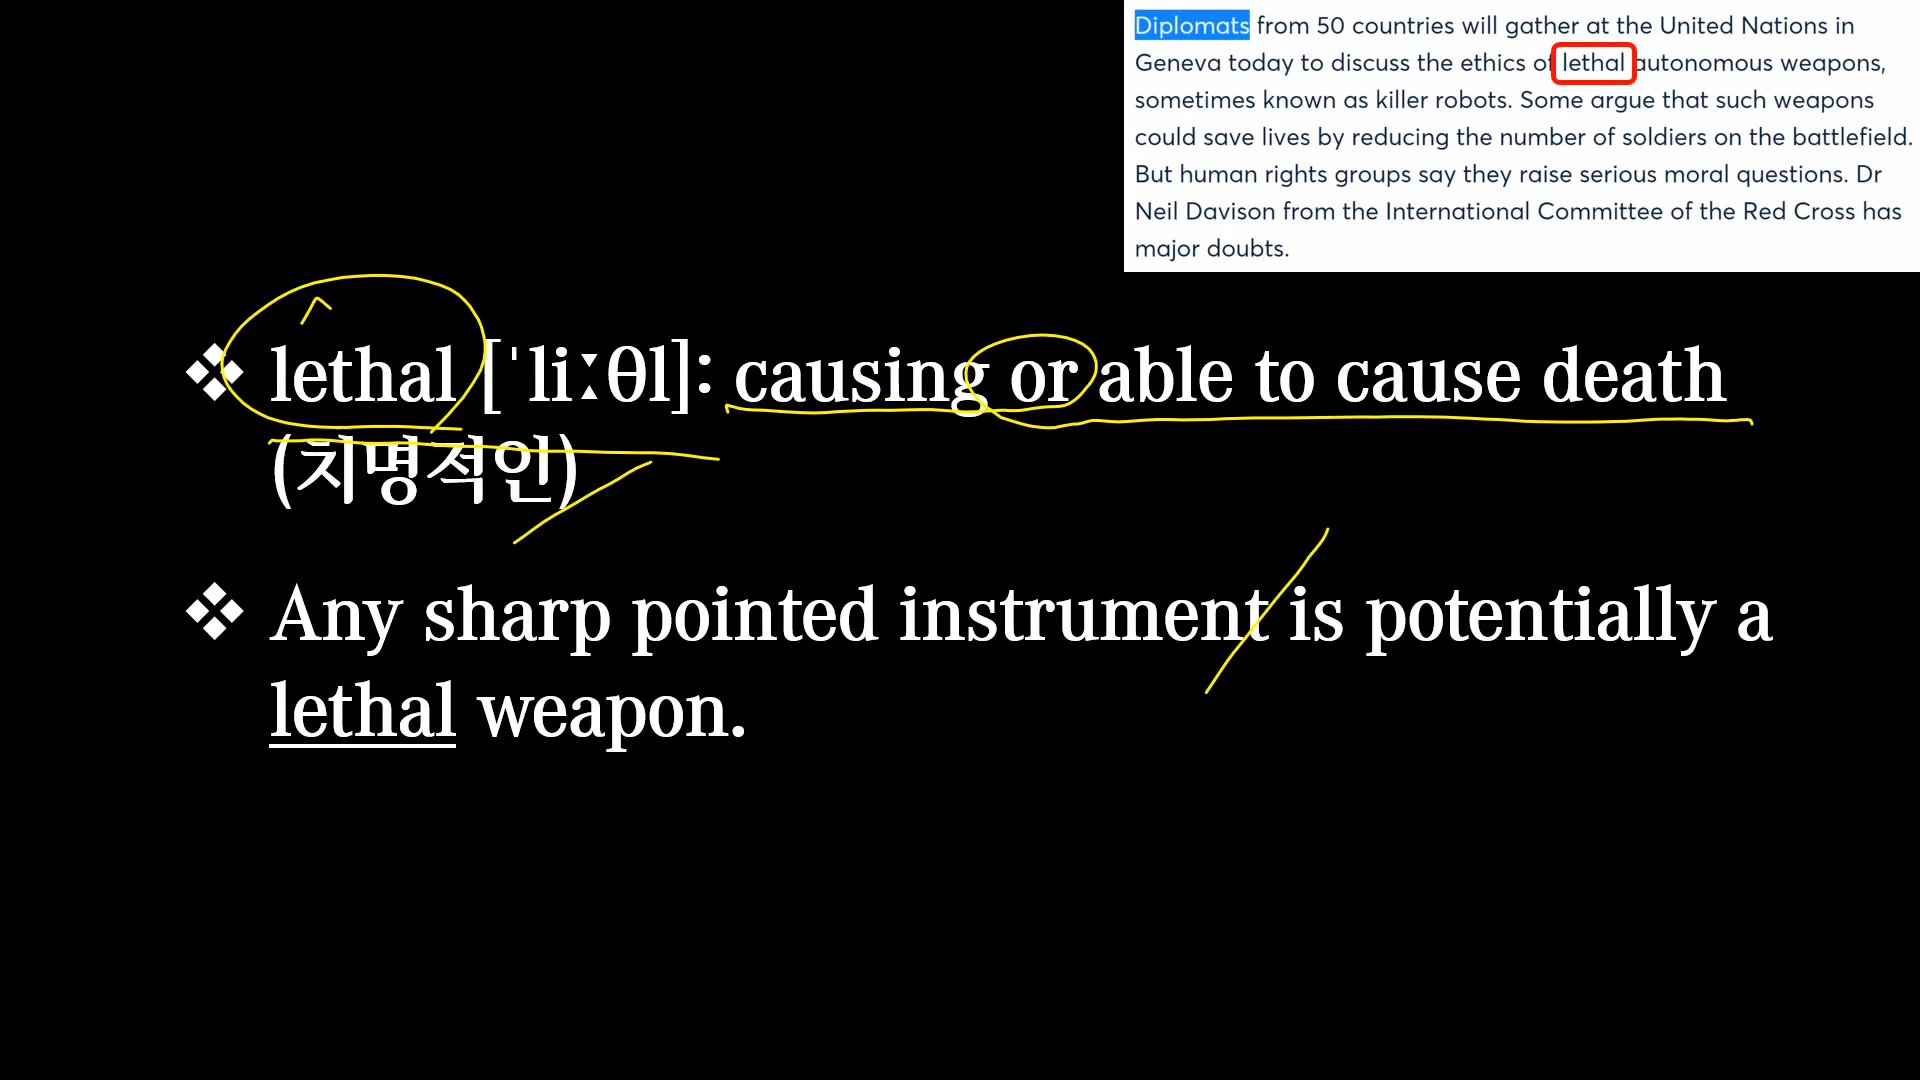 Diplomats from 50 countries will gather at the United Nations in
Geneva today to discuss the ethics of lethal autonomous weapons,
sometimes known as killer robots. Some argue that such weapons
could save lives by reducing the number of soldiers on the battlefield.
But human rights groups say they raise serious moral questions. Dr
Neil Davison from the International Committee of the Red Cross has
major doubts.
❖ lethal [ˈliːθl]: causing or able to cause death
(치명적인)
❖ Any sharp pointed instrument is potentially a
lethal weapon.